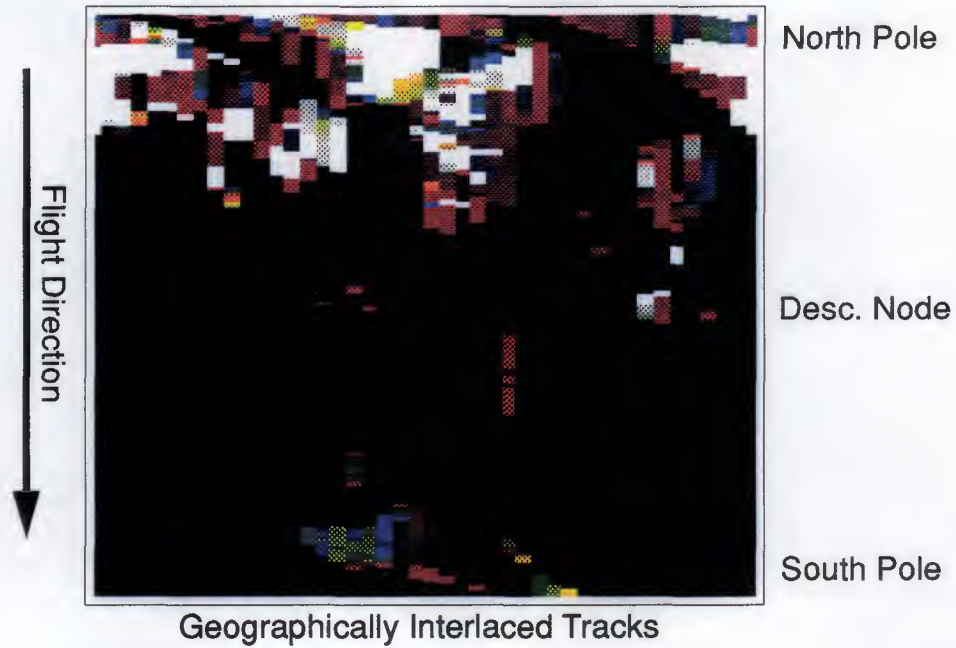 North Pole
Flight Direction
Desc. Node
South Pole
Geographically Interlaced Tracks